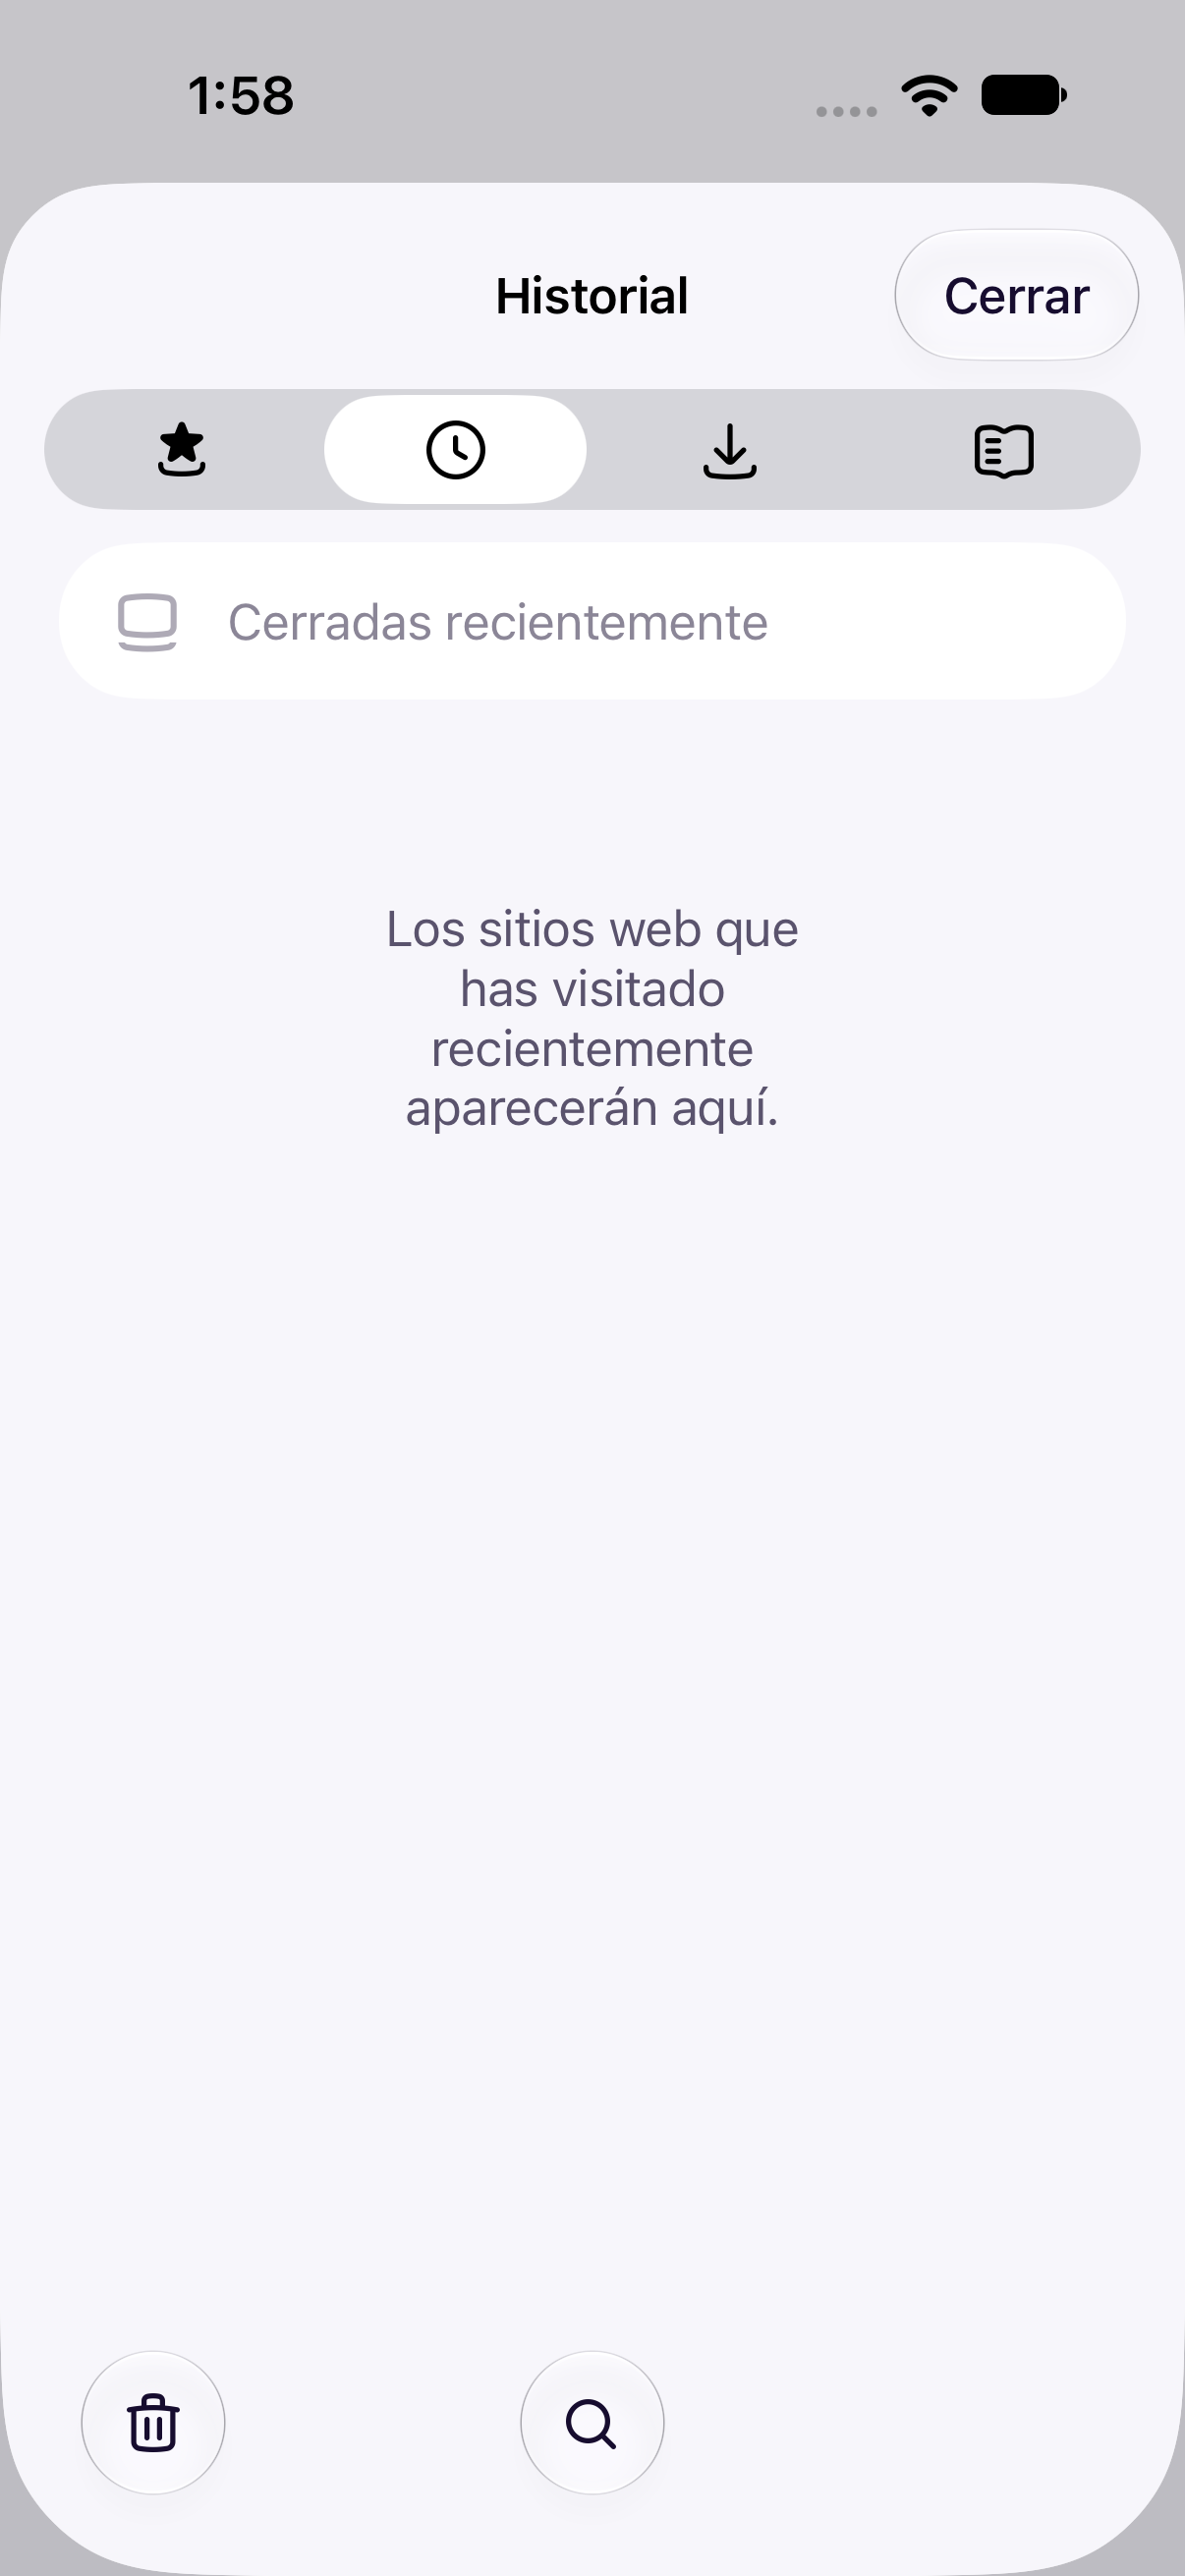 1:58
Historial
Cerrar
Cerradas recientemente
Los sitios web que
has visitado
recientemente
aparecerán aquí.